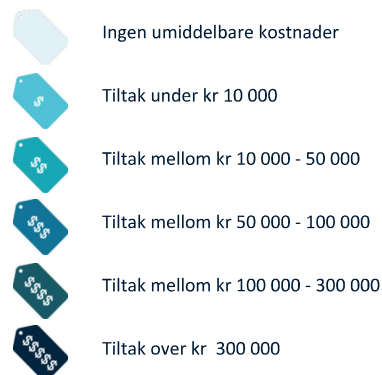 Ingen umiddelbare kostnader
$ Tiltak under kr 10 000
$$ Tiltak mellom kr 10 000 - 50 000
$$$ Tiltak mellom kr 50 000 - 100 000
$$$$ Tiltak mellom kr 100 000 - 300 000
$$$$$ Tiltak over kr 300 000